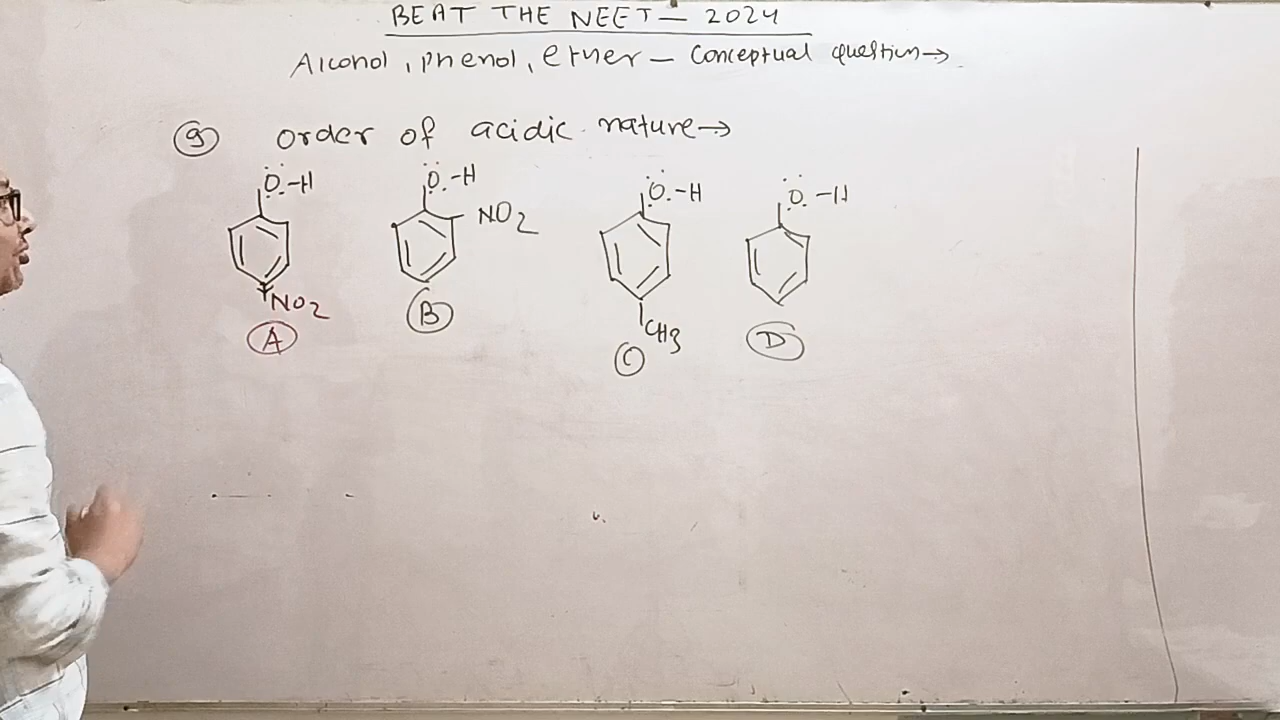 BEAT THE NEET - 2024
Alcohol, phenol, ether - Conceptual question→
9 order of acidic nature→
Ö.-H Ö.-H Ö.-H Ö.-H
NO2
NO2
CH3
A B C D